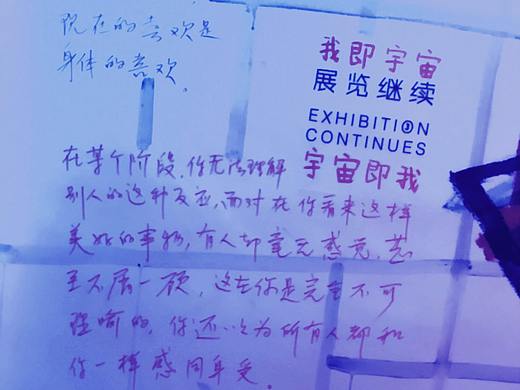 现在的喜欢是
身体的喜欢。
我即宇宙
展览继续
EXHIBITION
CONTINUES
宇宙即我
在某个阶段，你无法理解
别人的这种反应，面对在你看来这样
美好的事物，有人却毫无感觉，甚
至不屑一顾，这在你是完全不可
理喻的，你还以为所有人都和
你一样感同身受。